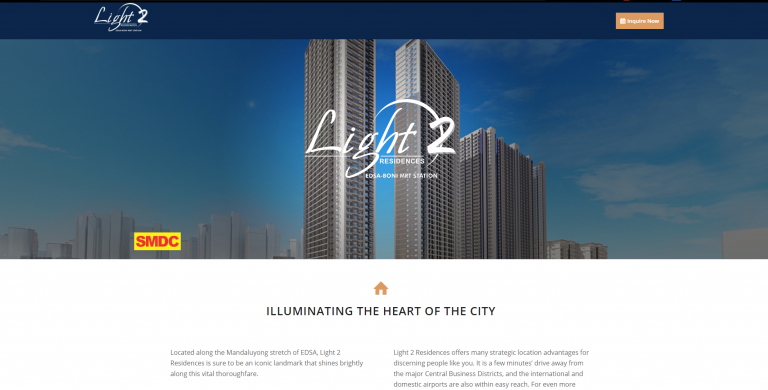 Light 2
RESIDENCES
EDSA-BONI MRT STATION
Inquire Now
Light 2
RESIDENCES
EDSA-BONI MRT STATION
SMDC
ILLUMINATING THE HEART OF THE CITY
Located along the Mandaluyong stretch of EDSA, Light 2
Residences is sure to be an iconic landmark that shines brightly
along this vital thoroughfare.
Light 2 Residences offers many strategic location advantages for
discerning people like you. It is a few minutes' drive away from
the major Central Business Districts, and the international and
domestic airports are also within easy reach. For even more